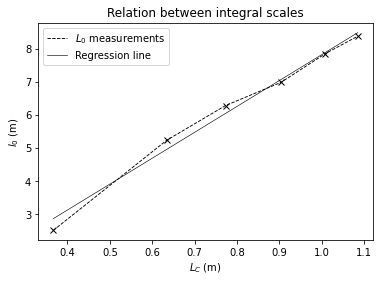 Relation between integral scales
L₀ measurements
Regression line
l₀ (m)
8
7
6
5
4
3
0.4 0.5 0.6 0.7 0.8 0.9 1.0 1.1
L_C (m)